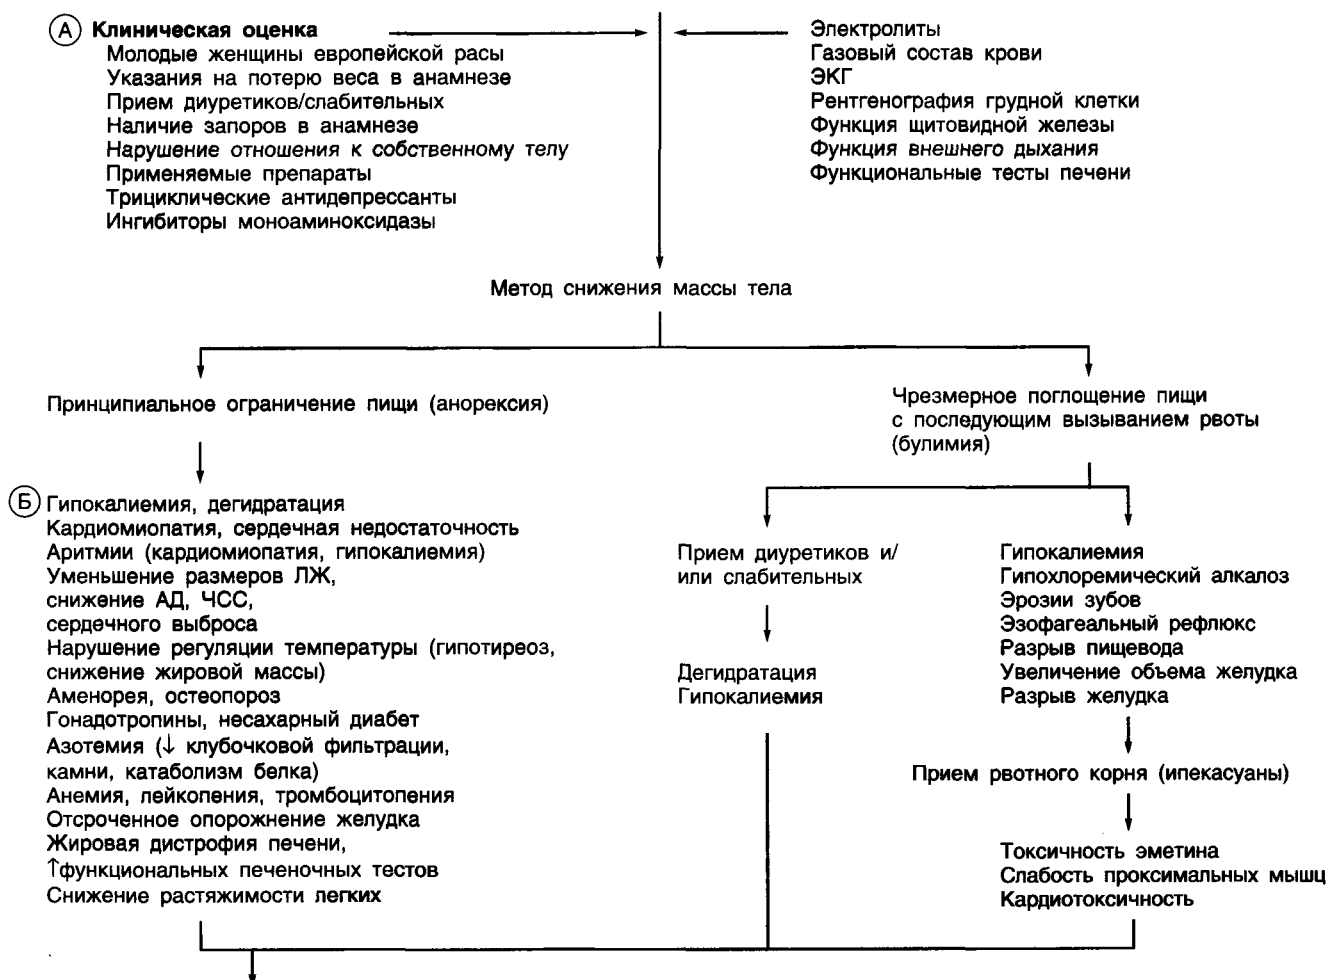 А Клиническая оценка
Молодые женщины европейской расы
Указания на потерю веса в анамнезе
Прием диуретиков/слабительных
Наличие запоров в анамнезе
Нарушение отношения к собственному телу
Применяемые препараты
Трициклические антидепрессанты
Ингибиторы моноаминоксидазы
Электролиты
Газовый состав крови
ЭКГ
Рентгенография грудной клетки
Функция щитовидной железы
Функция внешнего дыхания
Функциональные тесты печени
Метод снижения массы тела
Принципиальное ограничение пищи (анорексия)
Б Гипокалиемия, дегидратация
Кардиомиопатия, сердечная недостаточность
Аритмии (кардиомиопатия, гипокалиемия)
Уменьшение размеров ЛЖ,
снижение АД, ЧСС,
сердечного выброса
Нарушение регуляции температуры (гипотиреоз,
снижение жировой массы)
Аменорея, остеопороз
Гонадотропины, несахарный диабет
Азотемия (↓ клубочковой фильтрации,
камни, катаболизм белка)
Анемия, лейкопения, тромбоцитопения
Отсроченное опорожнение желудка
Жировая дистрофия печени,
↑функциональных печеночных тестов
Снижение растяжимости легких
Чрезмерное поглощение пищи
с последующим вызыванием рвоты
(булимия)
Прием диуретиков и/
или слабительных
Дегидратация
Гипокалиемия
Гипокалиемия
Гипохлоремический алкалоз
Эрозии зубов
Эзофагеальный рефлюкс
Разрыв пищевода
Увеличение объема желудка
Разрыв желудка
Прием рвотного корня (ипекасуаны)
Токсичность эметина
Слабость проксимальных мышц
Кардиотоксичность